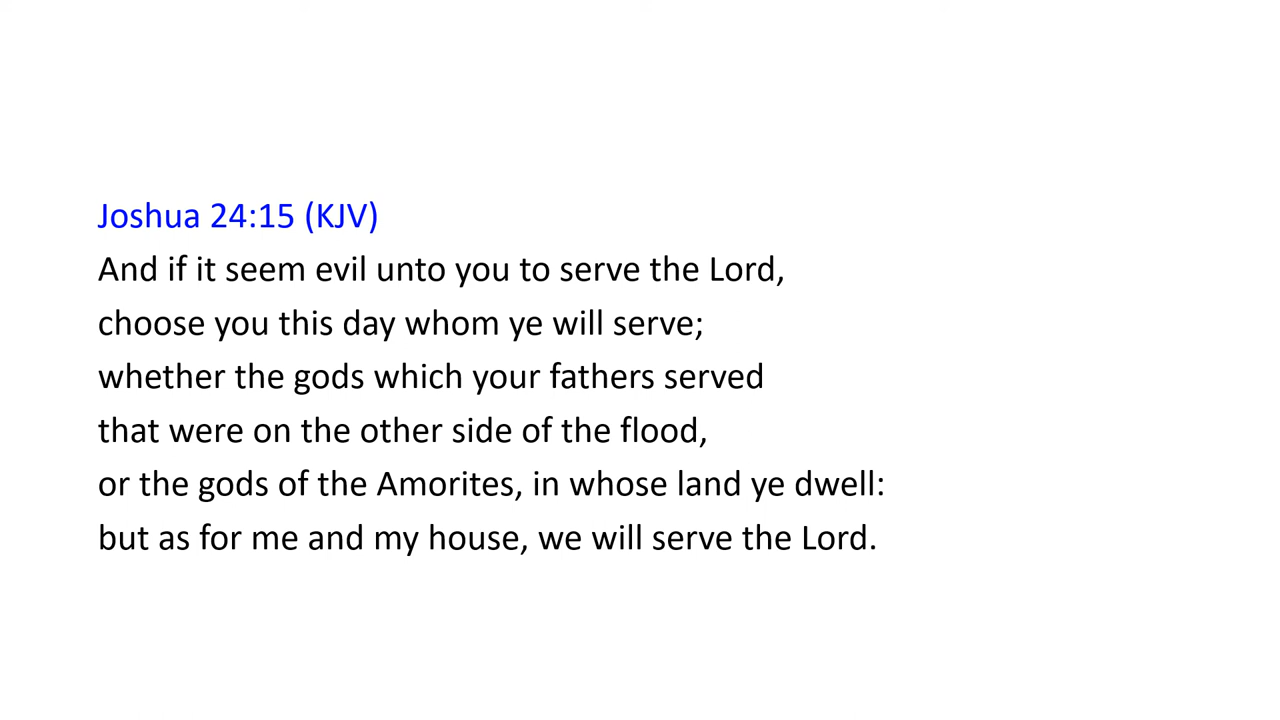 Joshua 24:15 (KJV)
And if it seem evil unto you to serve the Lord,
choose you this day whom ye will serve;
whether the gods which your fathers served
that were on the other side of the flood,
or the gods of the Amorites, in whose land ye dwell:
but as for me and my house, we will serve the Lord.